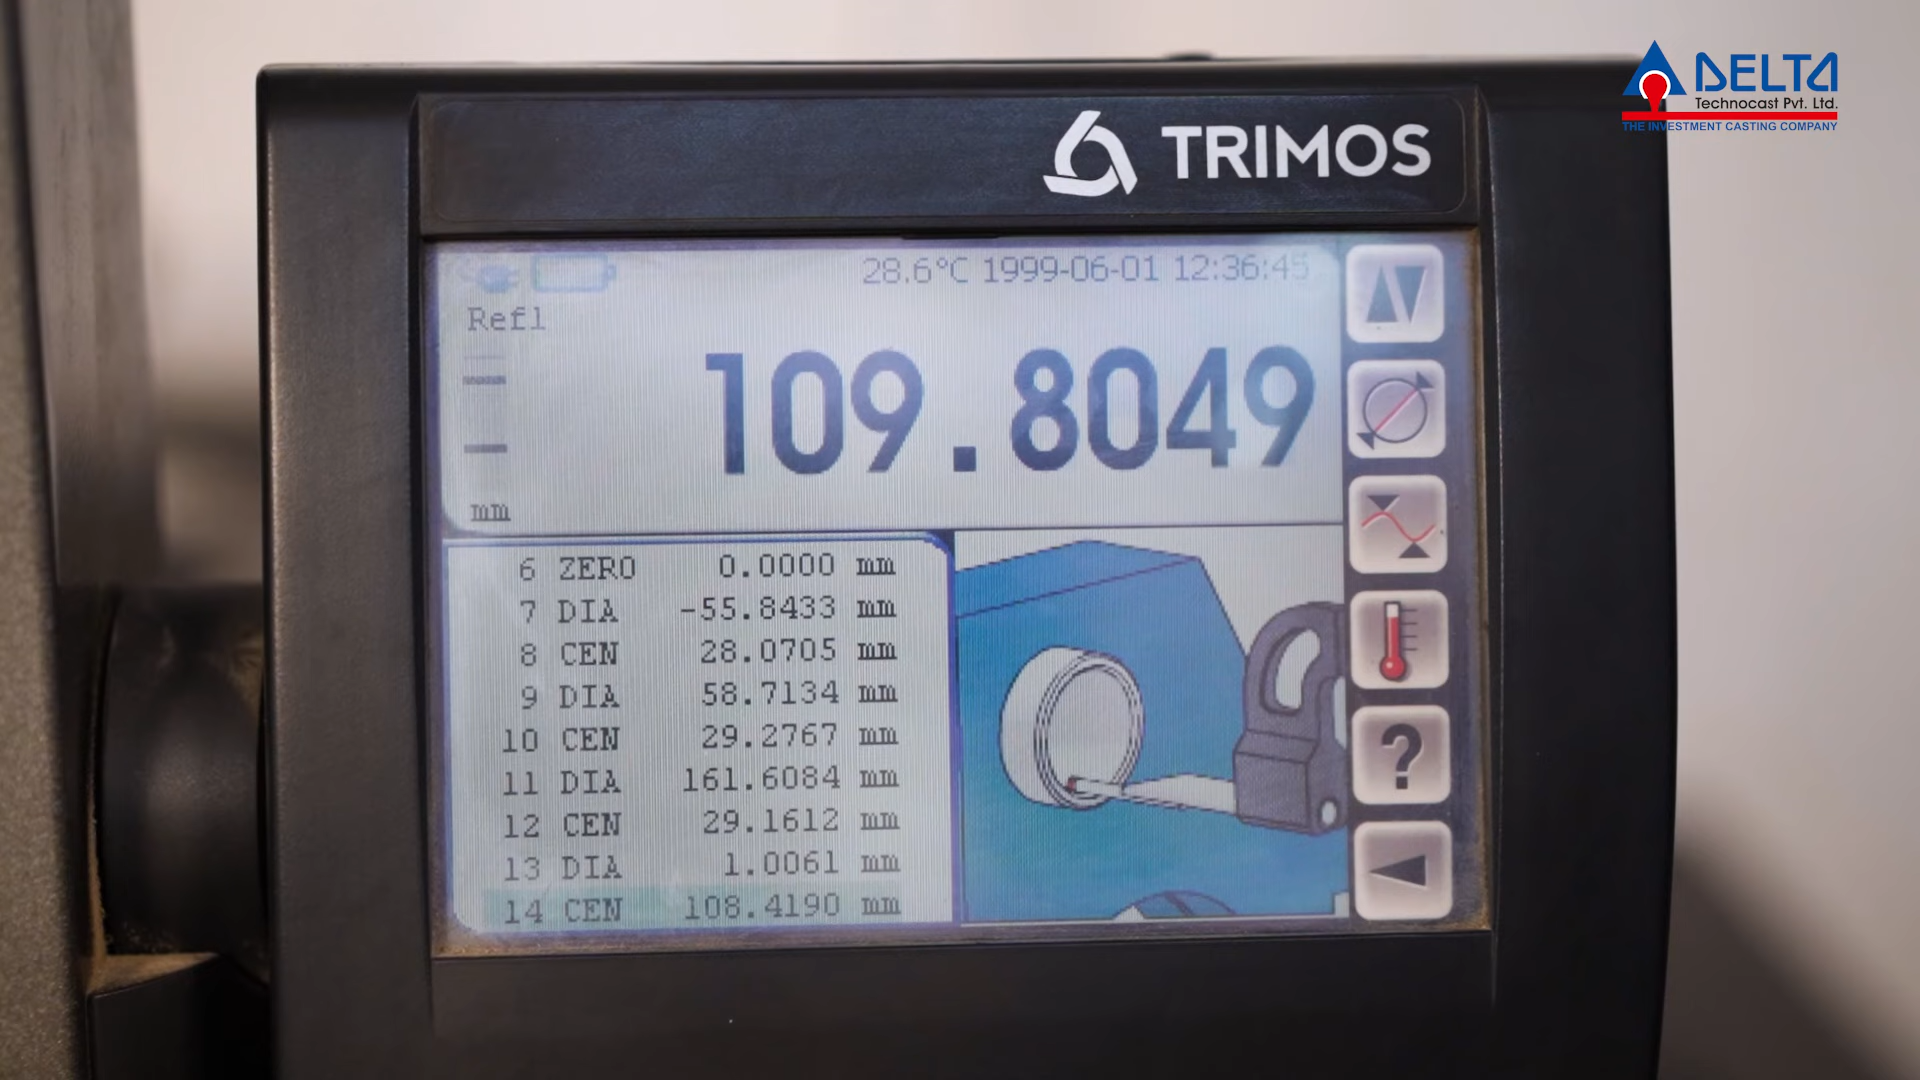 DELTA
Technocast Pvt. Ltd.
THE INVESTMENT CASTING COMPANY
TRIMOS
28.6°C 1999-06-01 12:36:45
Ref1
109.8049
mm
6 ZERO 0.0000 mm
7 DIA -55.8433 mm
8 CEN 28.0705 mm
9 DIA 58.7134 mm
10 CEN 29.2767 mm
11 DIA 161.6084 mm
12 CEN 29.1612 mm
13 DIA 1.0061 mm
14 CEN 108.4190 mm
?